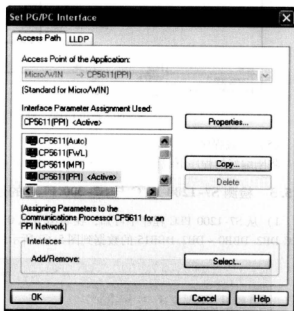 Set PG/PC Interface
Access Path LLDP
Access Point of the Application:
Micro/WIN -> CP5611(PPI)
(Standard for Micro/WIN)
Interface Parameter Assignment Used:
CP5611(PPI) <Active>
Properties...
CP5611(Auto)
CP5611(FWL)
CP5611(MPI)
CP5611(PPI) <Active>
Copy...
Delete
(Assigning Parameters to the
Communications Processor CP5611 for an
PPI Network)
Interfaces
Add/Remove:
Select...
OK
Cancel
Help